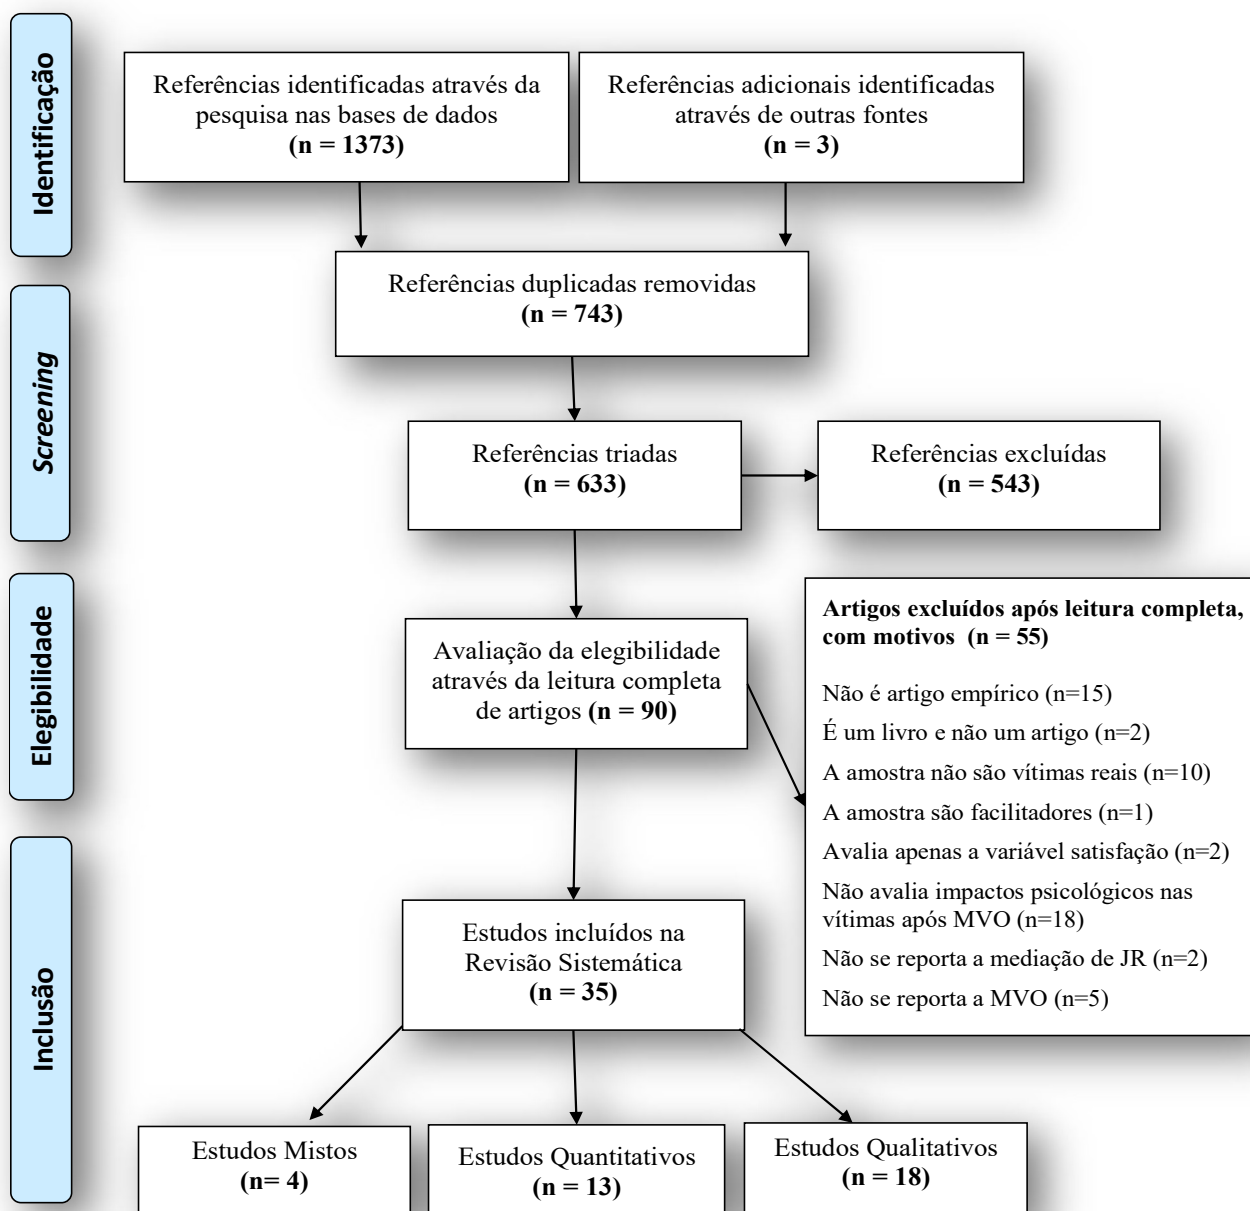 Identificação
Referências identificadas através da
pesquisa nas bases de dados
(n = 1373)
Referências adicionais identificadas
através de outras fontes
(n = 3)
Referências duplicadas removidas
(n = 743)
Screening
Referências triadas
(n = 633)
Referências excluídas
(n = 543)
Elegibilidade
Avaliação da elegibilidade
através da leitura completa
de artigos (n = 90)
Artigos excluídos após leitura completa,
com motivos (n = 55)
Não é artigo empírico (n=15)
É um livro e não um artigo (n=2)
A amostra não são vítimas reais (n=10)
A amostra são facilitadores (n=1)
Avalia apenas a variável satisfação (n=2)
Não avalia impactos psicológicos nas
vítimas após MVO (n=18)
Não se reporta a mediação de JR (n=2)
Não se reporta a MVO (n=5)
Inclusão
Estudos incluídos na
Revisão Sistemática
(n = 35)
Estudos Mistos
(n= 4)
Estudos Quantitativos
(n = 13)
Estudos Qualitativos
(n = 18)